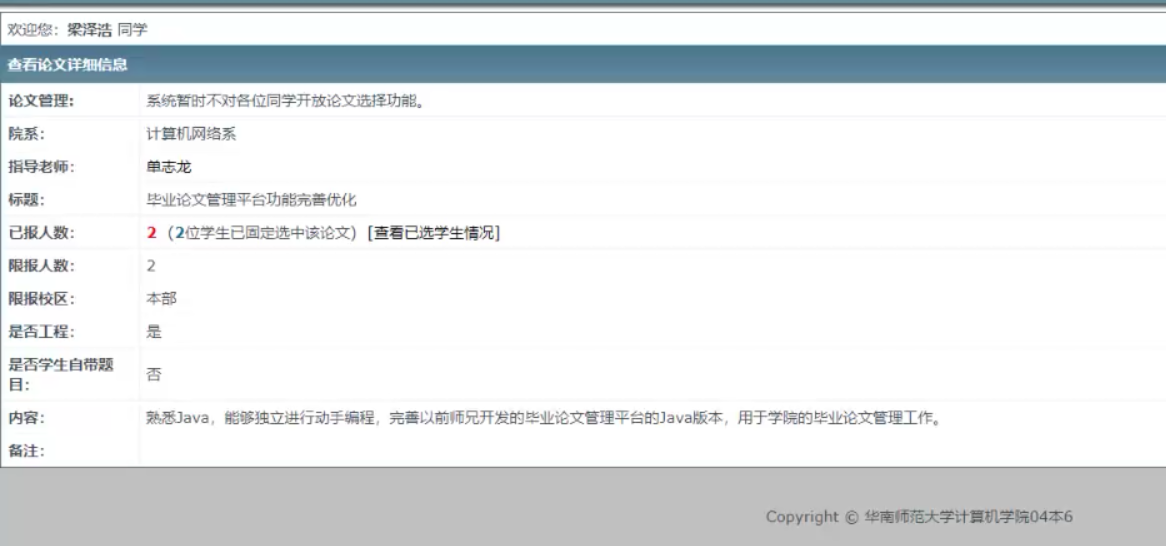 欢迎您：梁泽浩 同学
查看论文详细信息
论文管理： 系统暂时不对各位同学开放论文选择功能。
院系： 计算机网络系
指导老师： 单志龙
标题： 毕业论文管理平台功能完善优化
已报人数： 2 （2位学生已固定选中该论文）[查看已选学生情况]
限报人数： 2
限报校区： 本部
是否工程： 是
是否学生自带题
目： 否
内容： 熟悉Java，能够独立进行动手编程，完善以前师兄开发的毕业论文管理平台的Java版本，用于学院的毕业论文管理工作。
备注：
Copyright © 华南师范大学计算机学院04本6